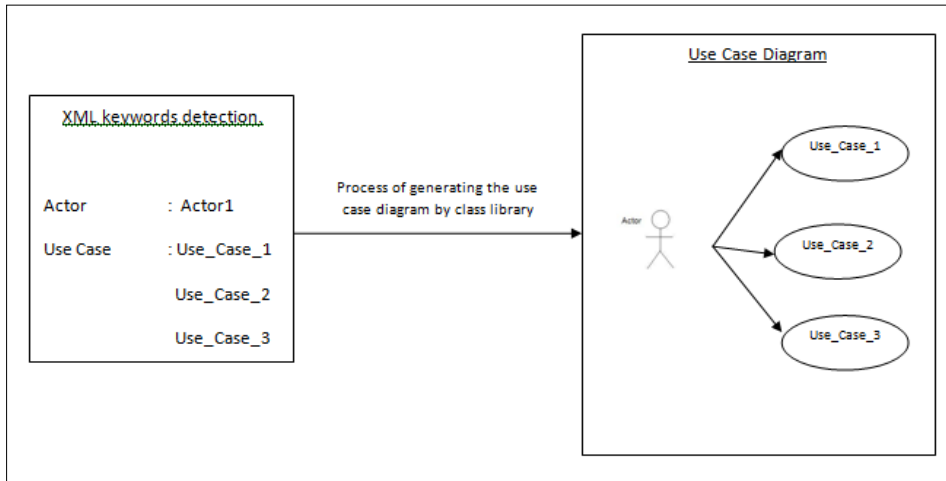 XML keywords detection.
Actor : Actor1
Use Case : Use_Case_1
Use_Case_2
Use_Case_3
Process of generating the use
case diagram by class library
Use Case Diagram
Actor
Use_Case_1
Use_Case_2
Use_Case_3